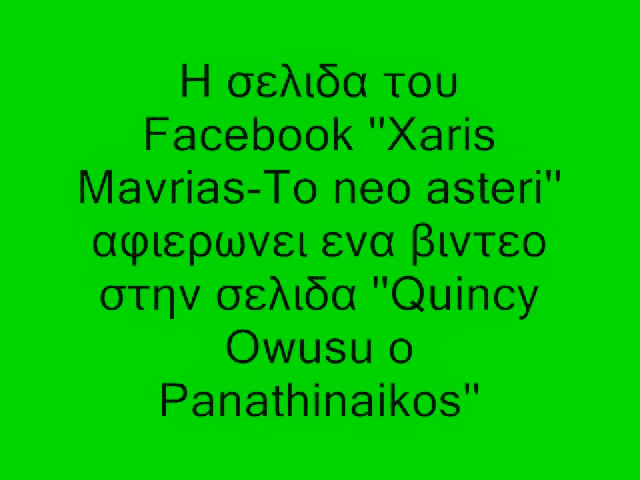 Η σελιδα του
Facebook "Xaris
Mavrias-To neo asteri"
αφιερωνει ενα βιντεο
στην σελιδα "Quincy
Owusu o
Panathinaikos"